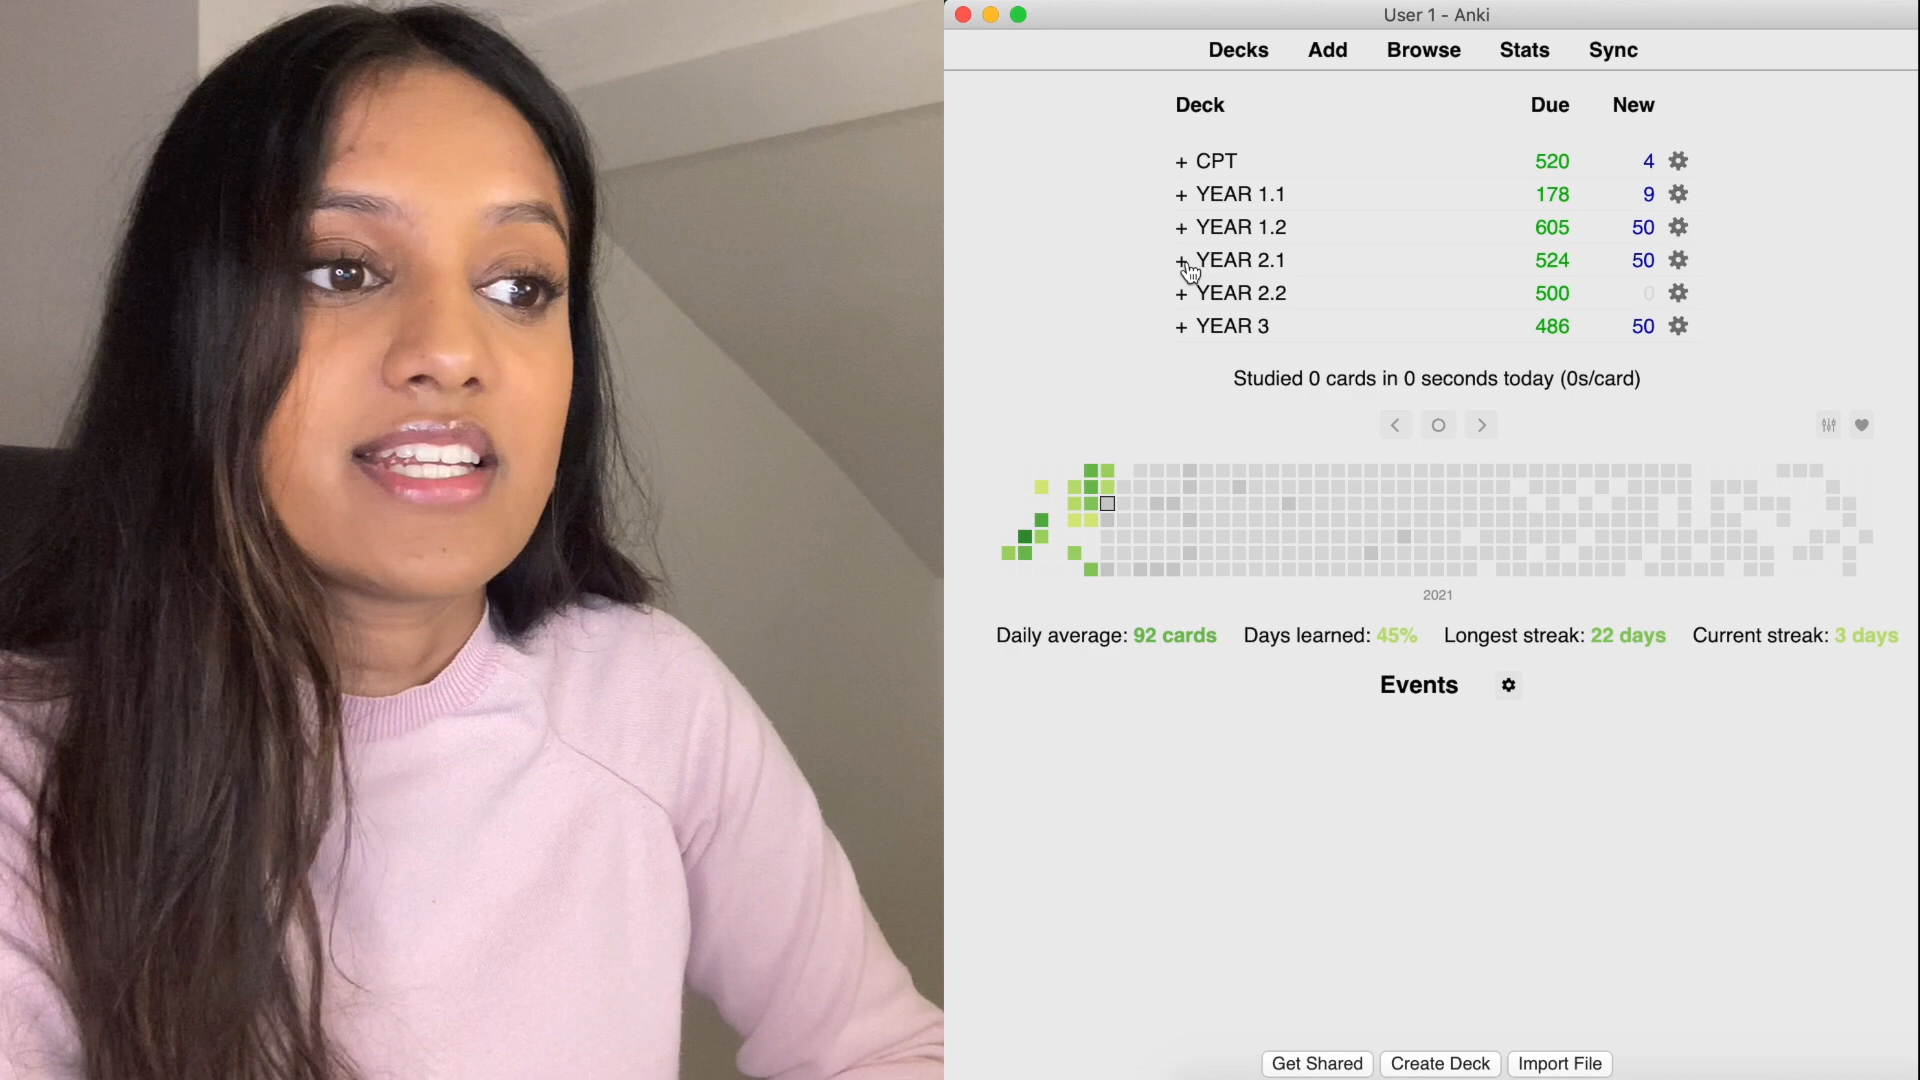 User 1 - Anki
Decks Add Browse Stats Sync
Deck Due New
+ CPT 520 4
+ YEAR 1.1 178 9
+ YEAR 1.2 605 50
+ YEAR 2.1 524 50
+ YEAR 2.2 500 0
+ YEAR 3 486 50
Studied 0 cards in 0 seconds today (0s/card)
2021
Daily average: 92 cards Days learned: 45% Longest streak: 22 days Current streak: 3 days
Events
Get Shared Create Deck Import File